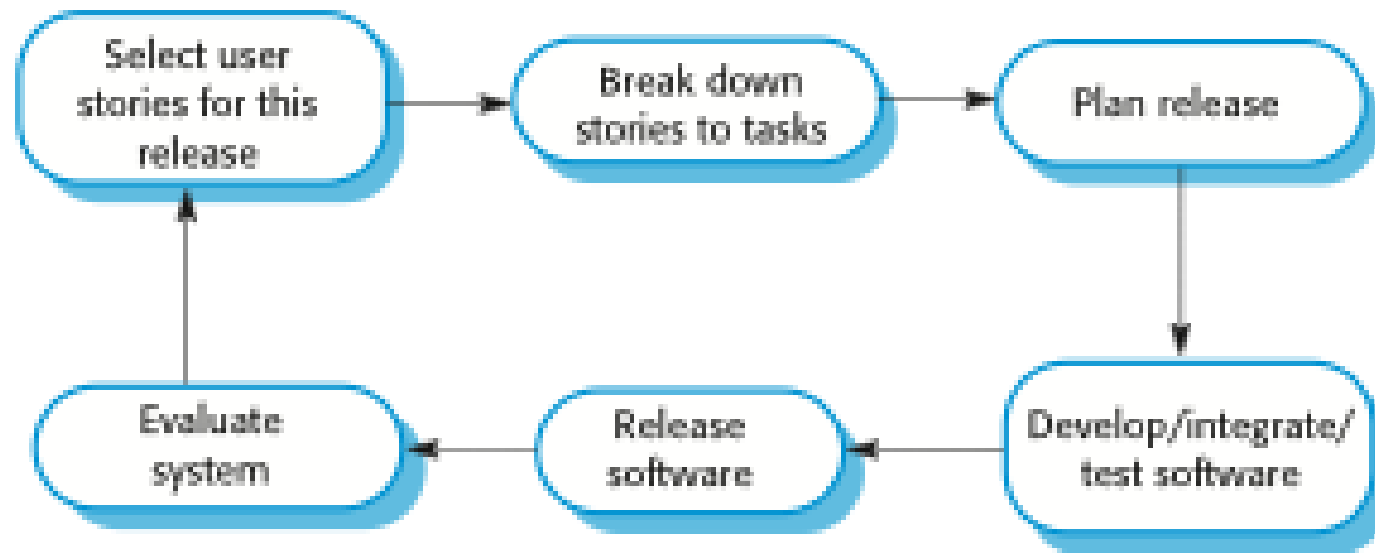 Select user
stories for this
release
Break down
stories to tasks
Plan release
Evaluate
system
Release
software
Develop/integrate/
test software